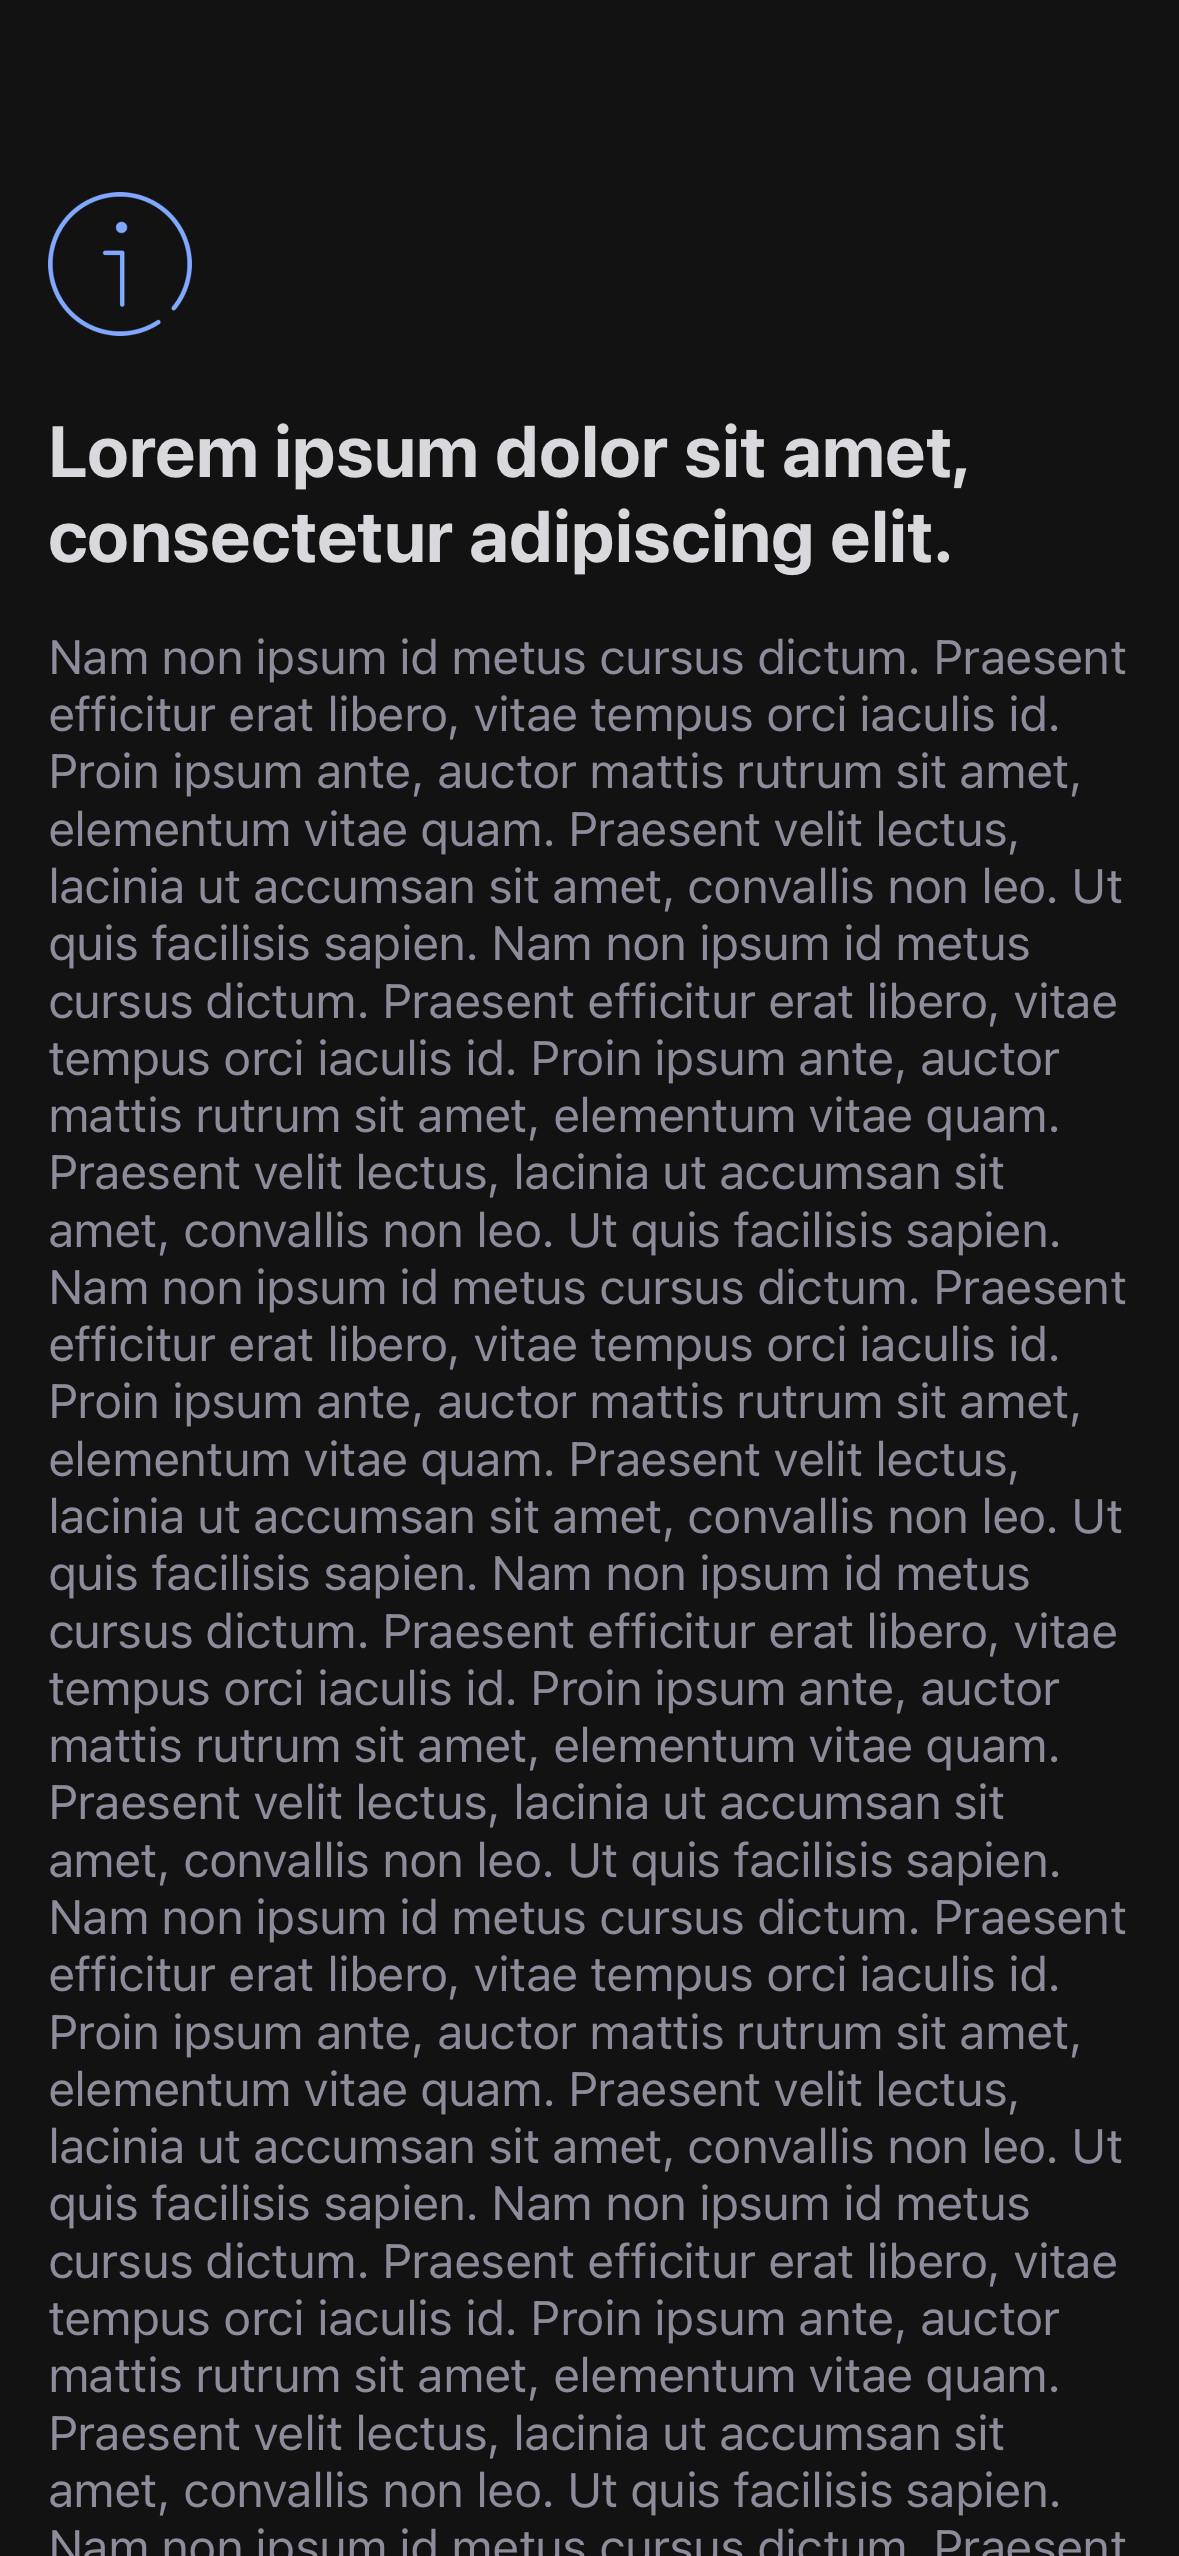 Lorem ipsum dolor sit amet,
consectetur adipiscing elit.
Nam non ipsum id metus cursus dictum. Praesent
efficitur erat libero, vitae tempus orci iaculis id.
Proin ipsum ante, auctor mattis rutrum sit amet,
elementum vitae quam. Praesent velit lectus,
lacinia ut accumsan sit amet, convallis non leo. Ut
quis facilisis sapien. Nam non ipsum id metus
cursus dictum. Praesent efficitur erat libero, vitae
tempus orci iaculis id. Proin ipsum ante, auctor
mattis rutrum sit amet, elementum vitae quam.
Praesent velit lectus, lacinia ut accumsan sit
amet, convallis non leo. Ut quis facilisis sapien.
Nam non ipsum id metus cursus dictum. Praesent
efficitur erat libero, vitae tempus orci iaculis id.
Proin ipsum ante, auctor mattis rutrum sit amet,
elementum vitae quam. Praesent velit lectus,
lacinia ut accumsan sit amet, convallis non leo. Ut
quis facilisis sapien. Nam non ipsum id metus
cursus dictum. Praesent efficitur erat libero, vitae
tempus orci iaculis id. Proin ipsum ante, auctor
mattis rutrum sit amet, elementum vitae quam.
Praesent velit lectus, lacinia ut accumsan sit
amet, convallis non leo. Ut quis facilisis sapien.
Nam non ipsum id metus cursus dictum. Praesent
efficitur erat libero, vitae tempus orci iaculis id.
Proin ipsum ante, auctor mattis rutrum sit amet,
elementum vitae quam. Praesent velit lectus,
lacinia ut accumsan sit amet, convallis non leo. Ut
quis facilisis sapien. Nam non ipsum id metus
cursus dictum. Praesent efficitur erat libero, vitae
tempus orci iaculis id. Proin ipsum ante, auctor
mattis rutrum sit amet, elementum vitae quam.
Praesent velit lectus, lacinia ut accumsan sit
amet, convallis non leo. Ut quis facilisis sapien.
Nam non ipsum id metus cursus dictum. Praesent